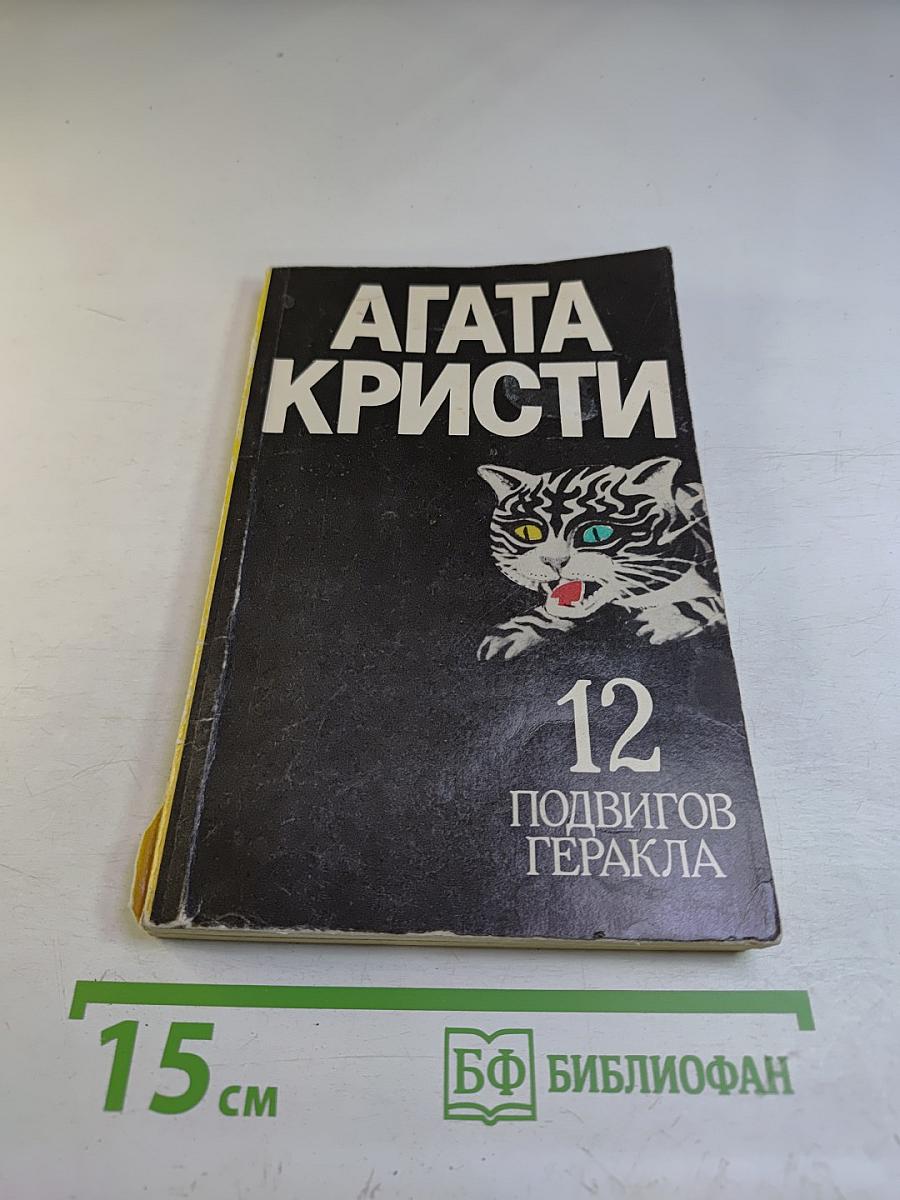 АГАТА
КРИСТИ
12
ПОДВИГОВ
ГЕРАКЛА
15 см
БФ БИБЛИОФАН